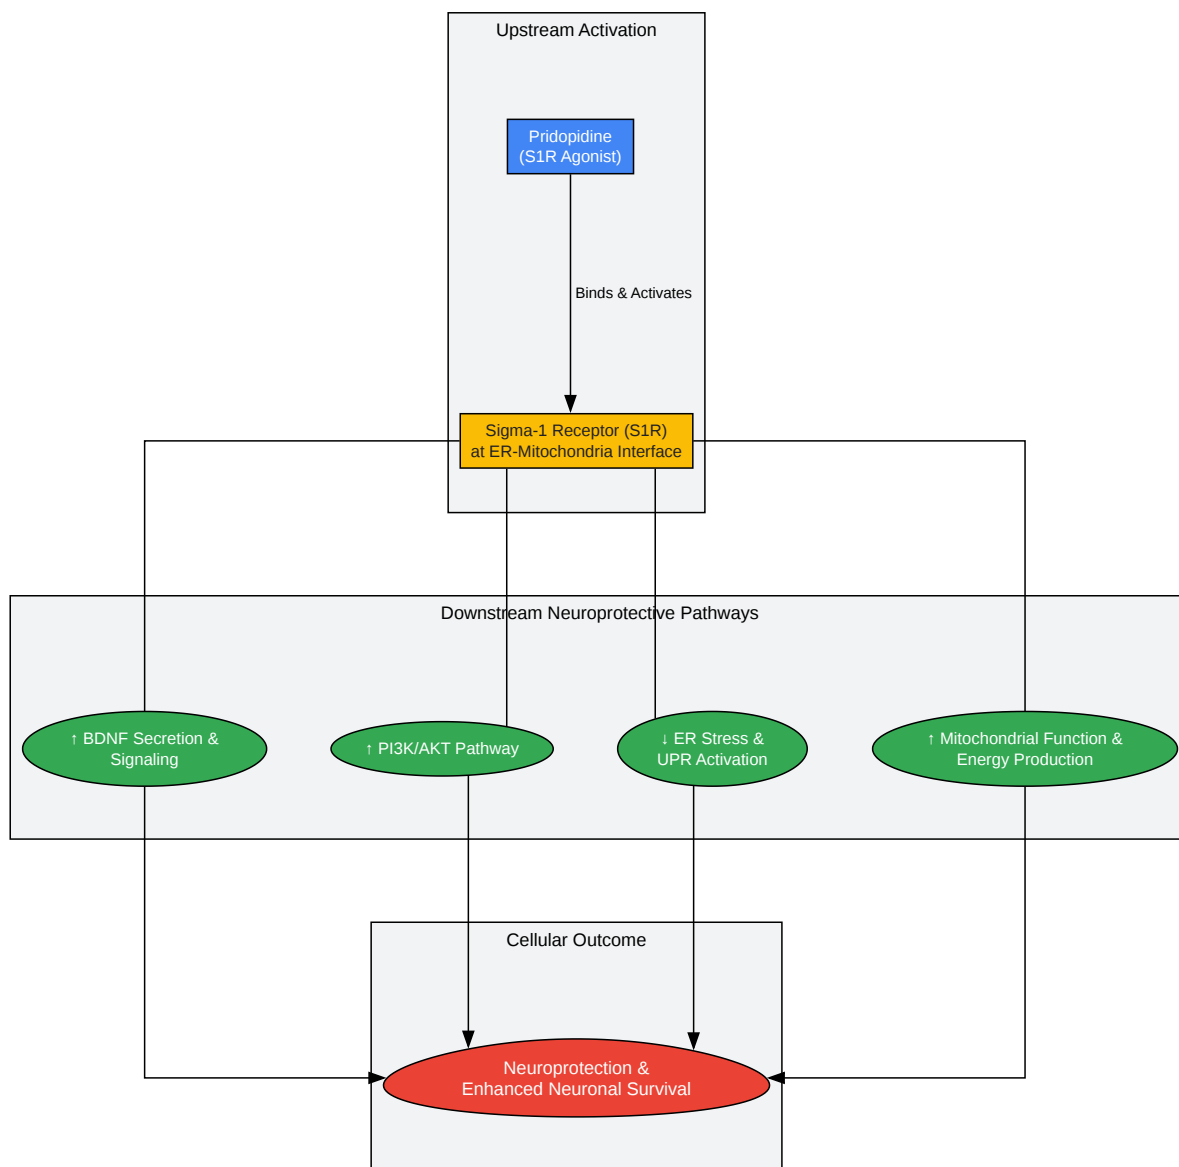 Upstream Activation
Pridopidine
(S1R Agonist)
Binds & Activates
Sigma-1 Receptor (S1R)
at ER-Mitochondria Interface
Downstream Neuroprotective Pathways
↑ BDNF Secretion &
Signaling
↑ PI3K/AKT Pathway
↓ ER Stress &
UPR Activation
↑ Mitochondrial Function &
Energy Production
Cellular Outcome
Neuroprotection &
Enhanced Neuronal Survival